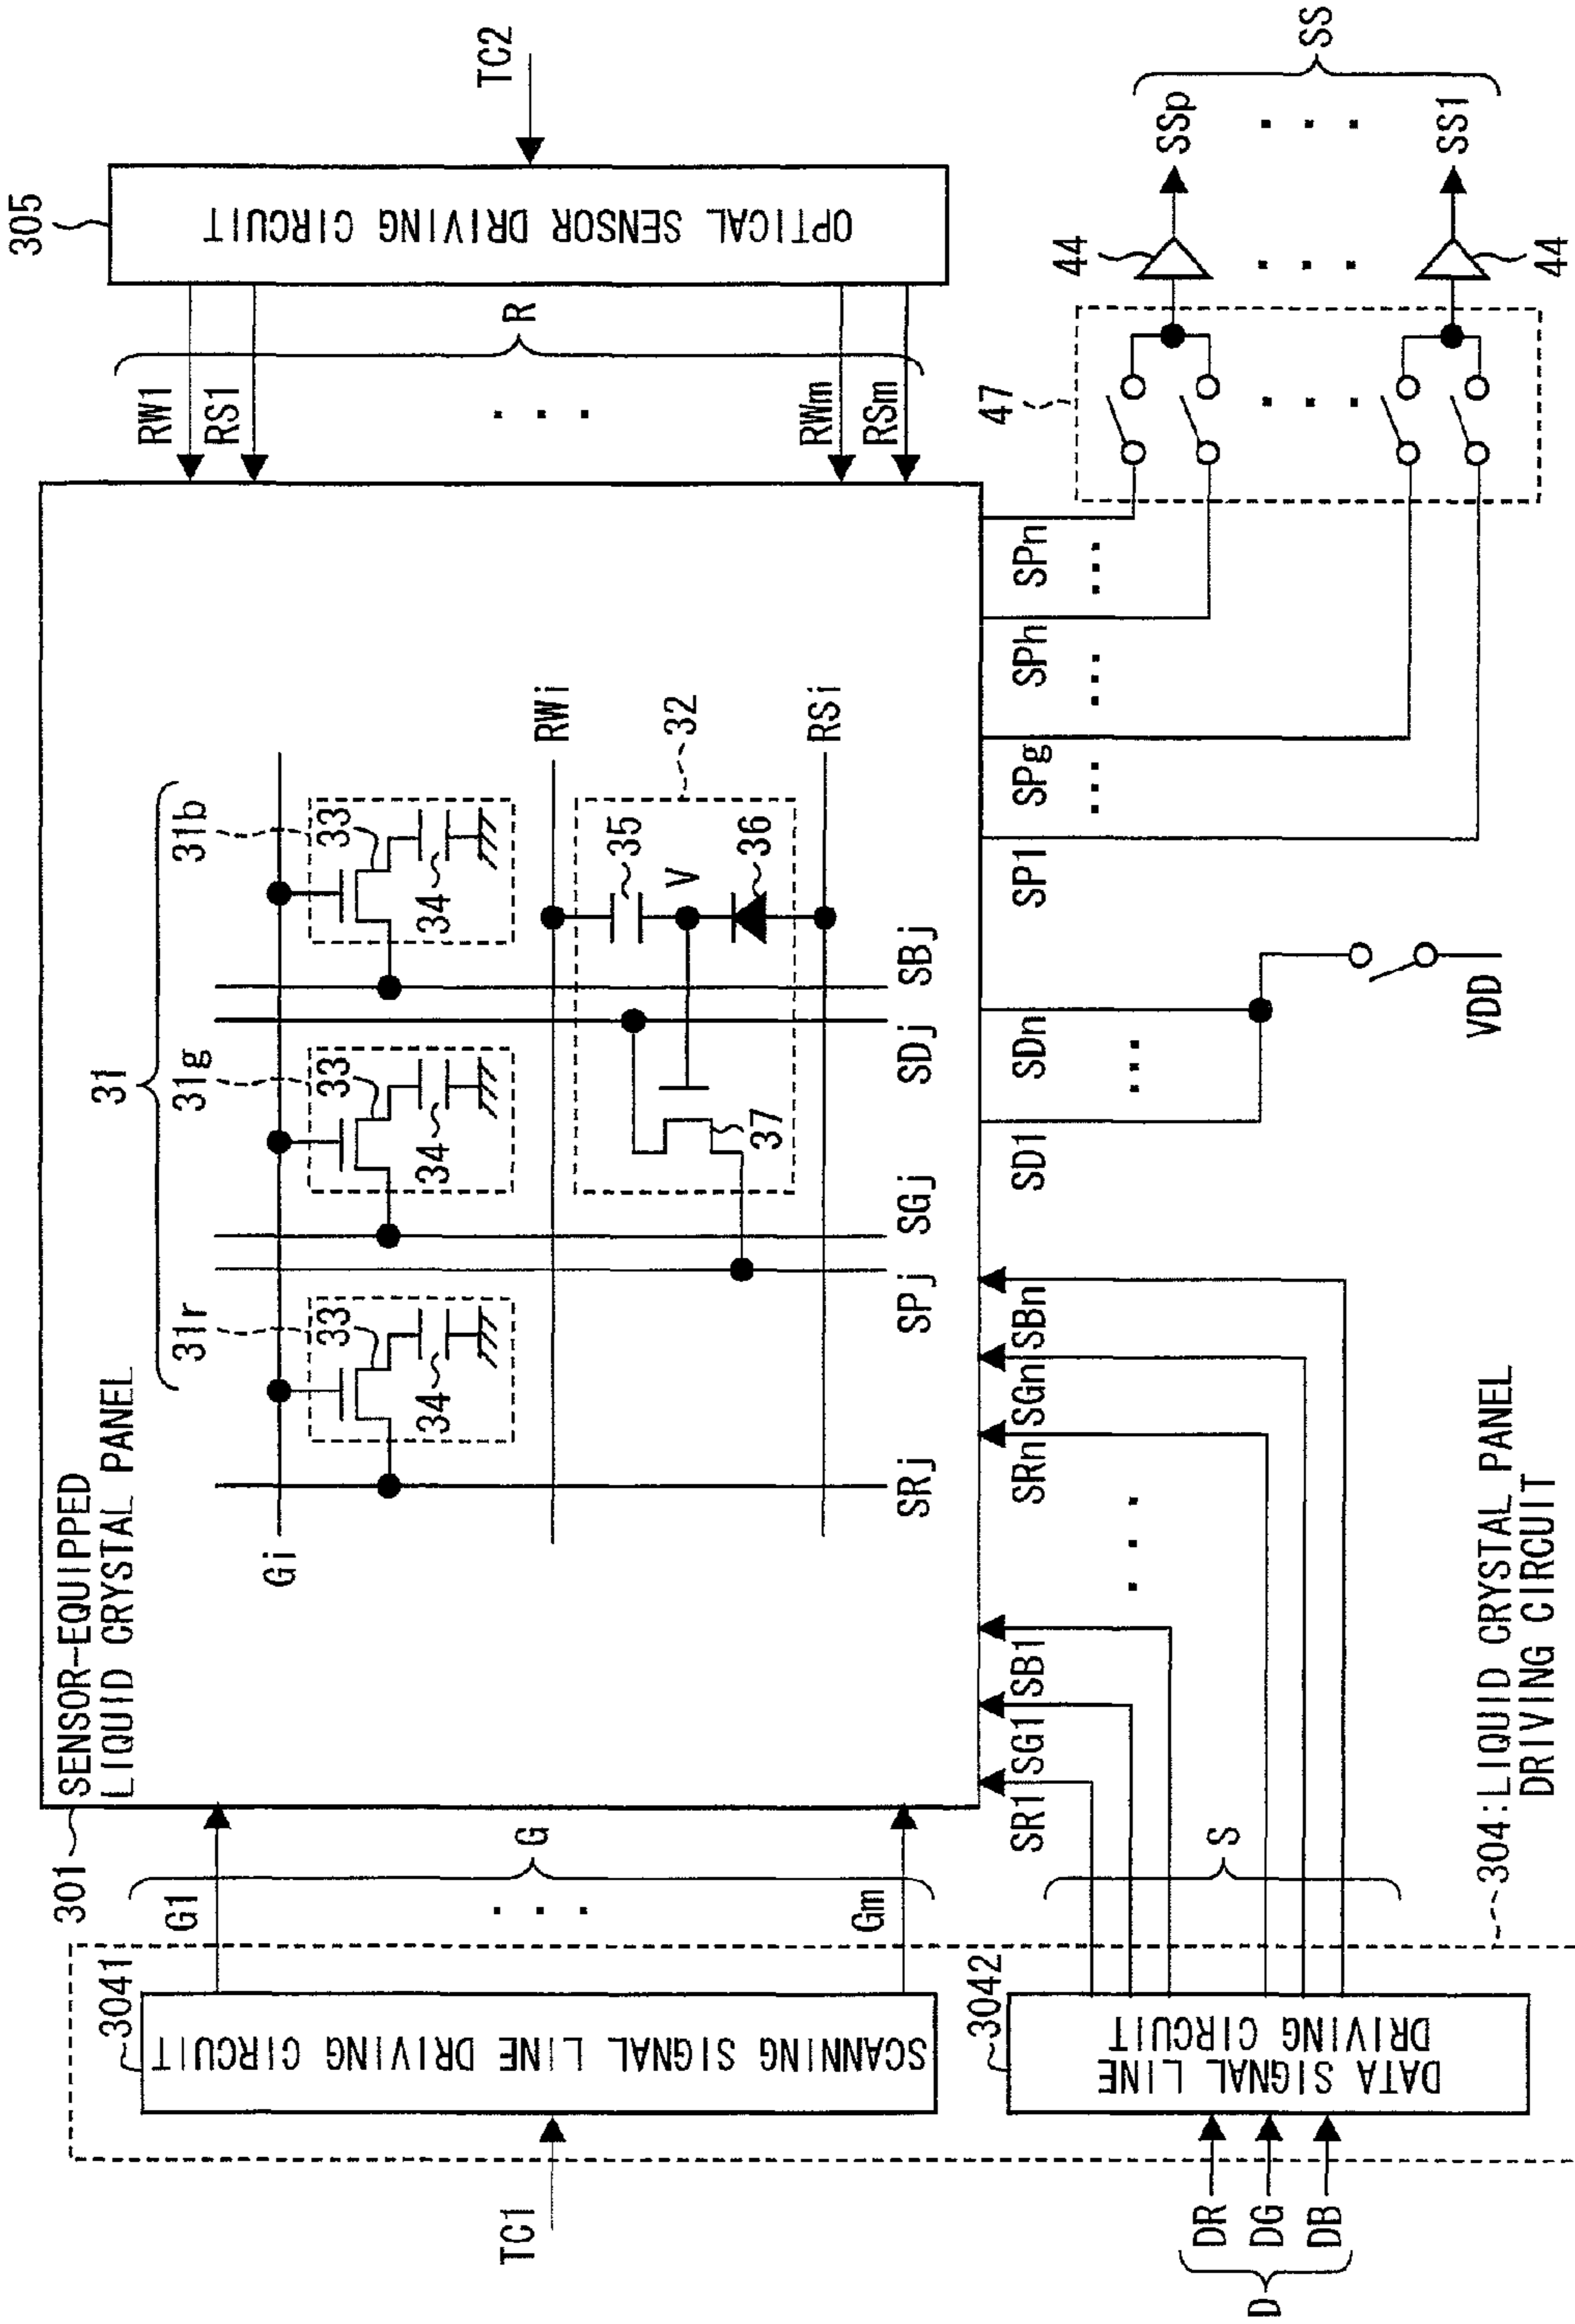 301
SENSOR-EQUIPPED
LIQUID CRYSTAL PANEL
31
31r
31g
31b
33
33
33
34
34
34
Gi
RWi
32
35
V
36
37
RSi
SRj
SPj
SGj
SDj
SBj
G1
Gm
G
3041
SCANNING SIGNAL LINE DRIVING CIRCUIT
TC1
3042
DATA SIGNAL LINE
DRIVING CIRCUIT
DR
DG
DB
D
S
SR1
SG1
SB1
. . .
SRn
SGn
SBn
304:LIQUID CRYSTAL PANEL
DRIVING CIRCUIT
SD1
SDn
VDD
SP1
SPg
SPh
SPn
47
44
44
SSp
SS1
SS
RW1
RS1
RWm
RSm
R
305
OPTICAL SENSOR DRIVING CIRCUIT
TC2